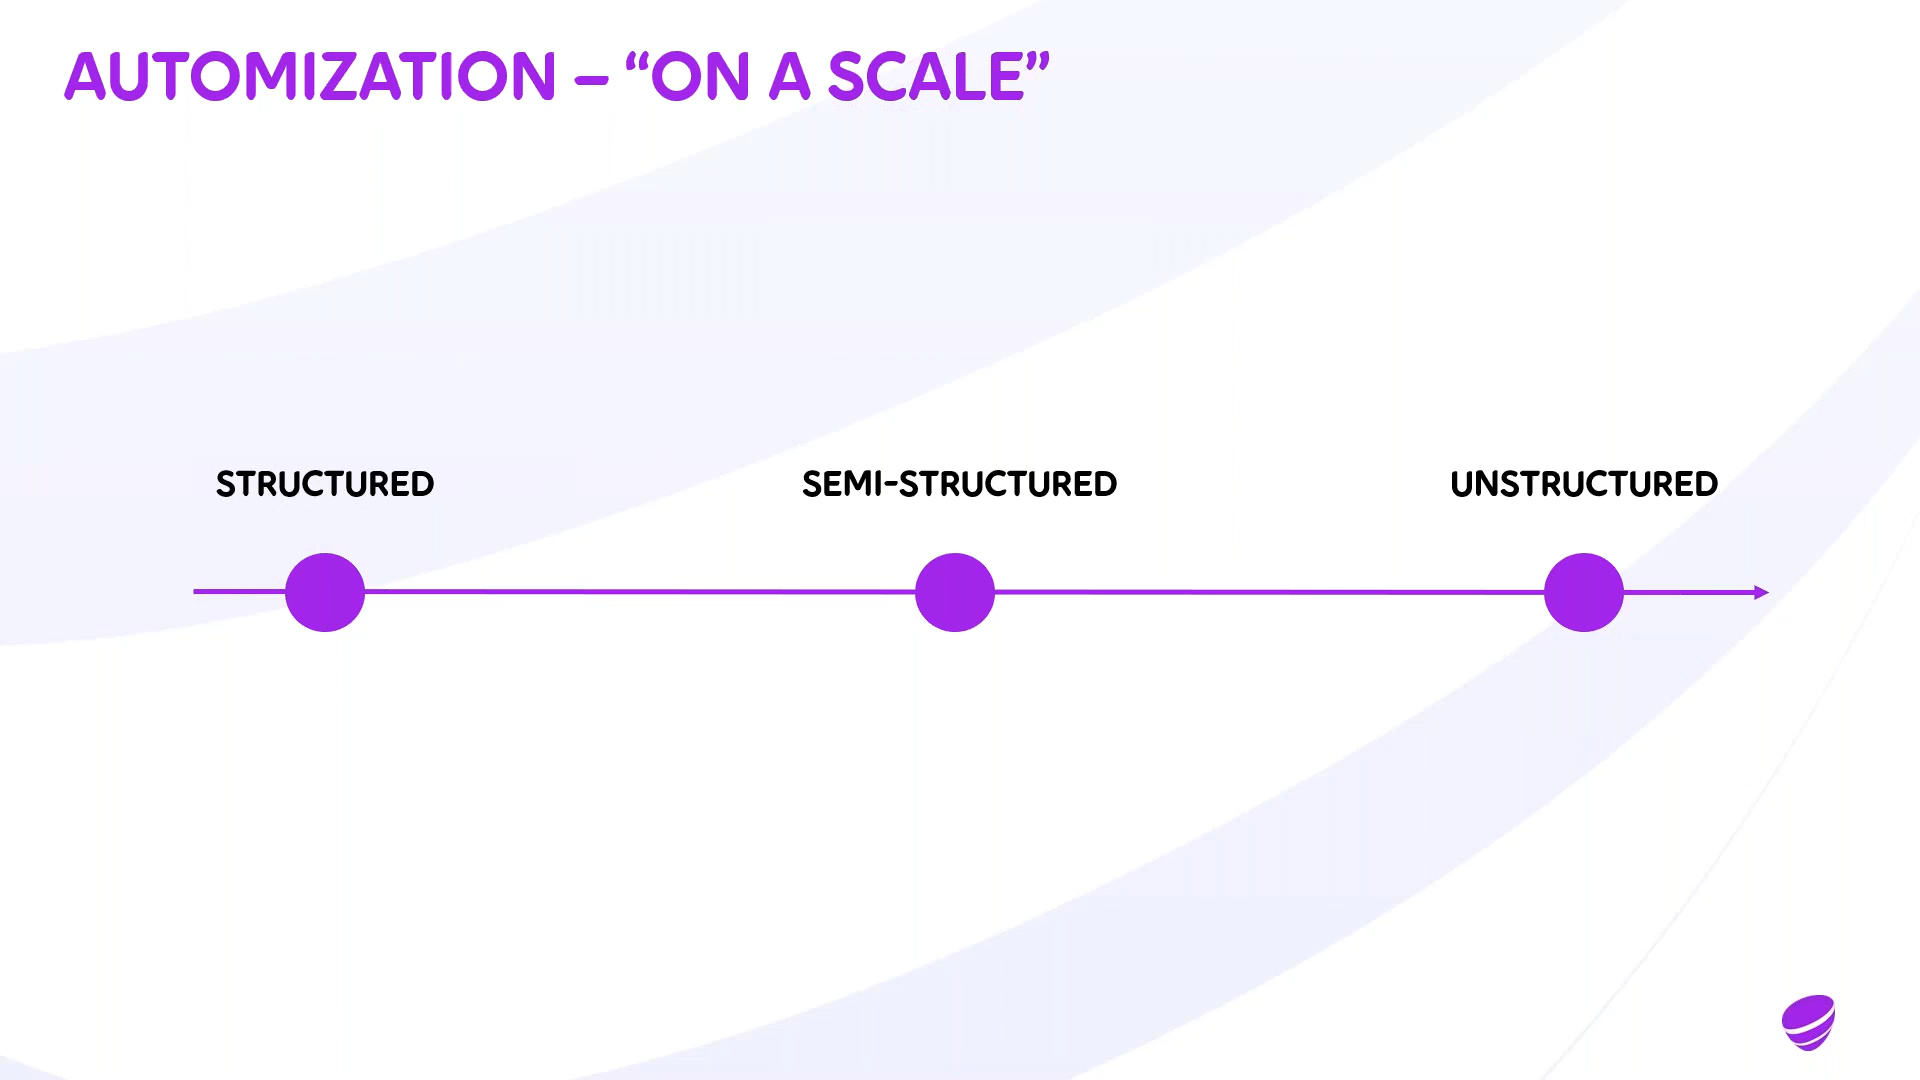 AUTOMIZATION – “ON A SCALE”
STRUCTURED
SEMI-STRUCTURED
UNSTRUCTURED